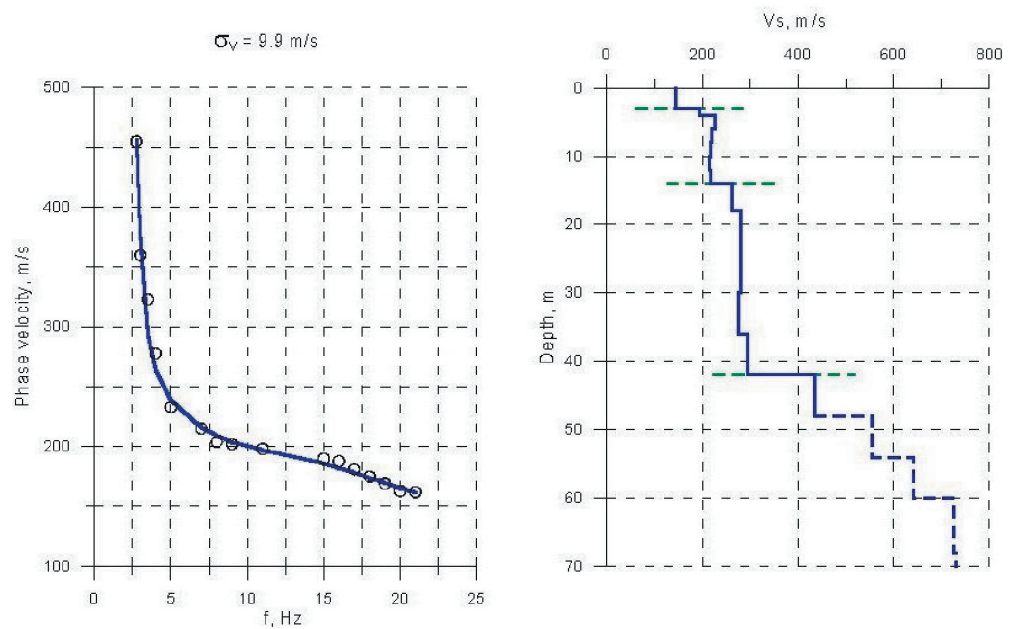 σV = 9.9 m/s
Phase velocity, m/s
500
400
300
200
100
0 5 10 15 20 25
f, Hz
Vs, m/s
0 200 400 600 800
Depth, m
0
10
20
30
40
50
60
70